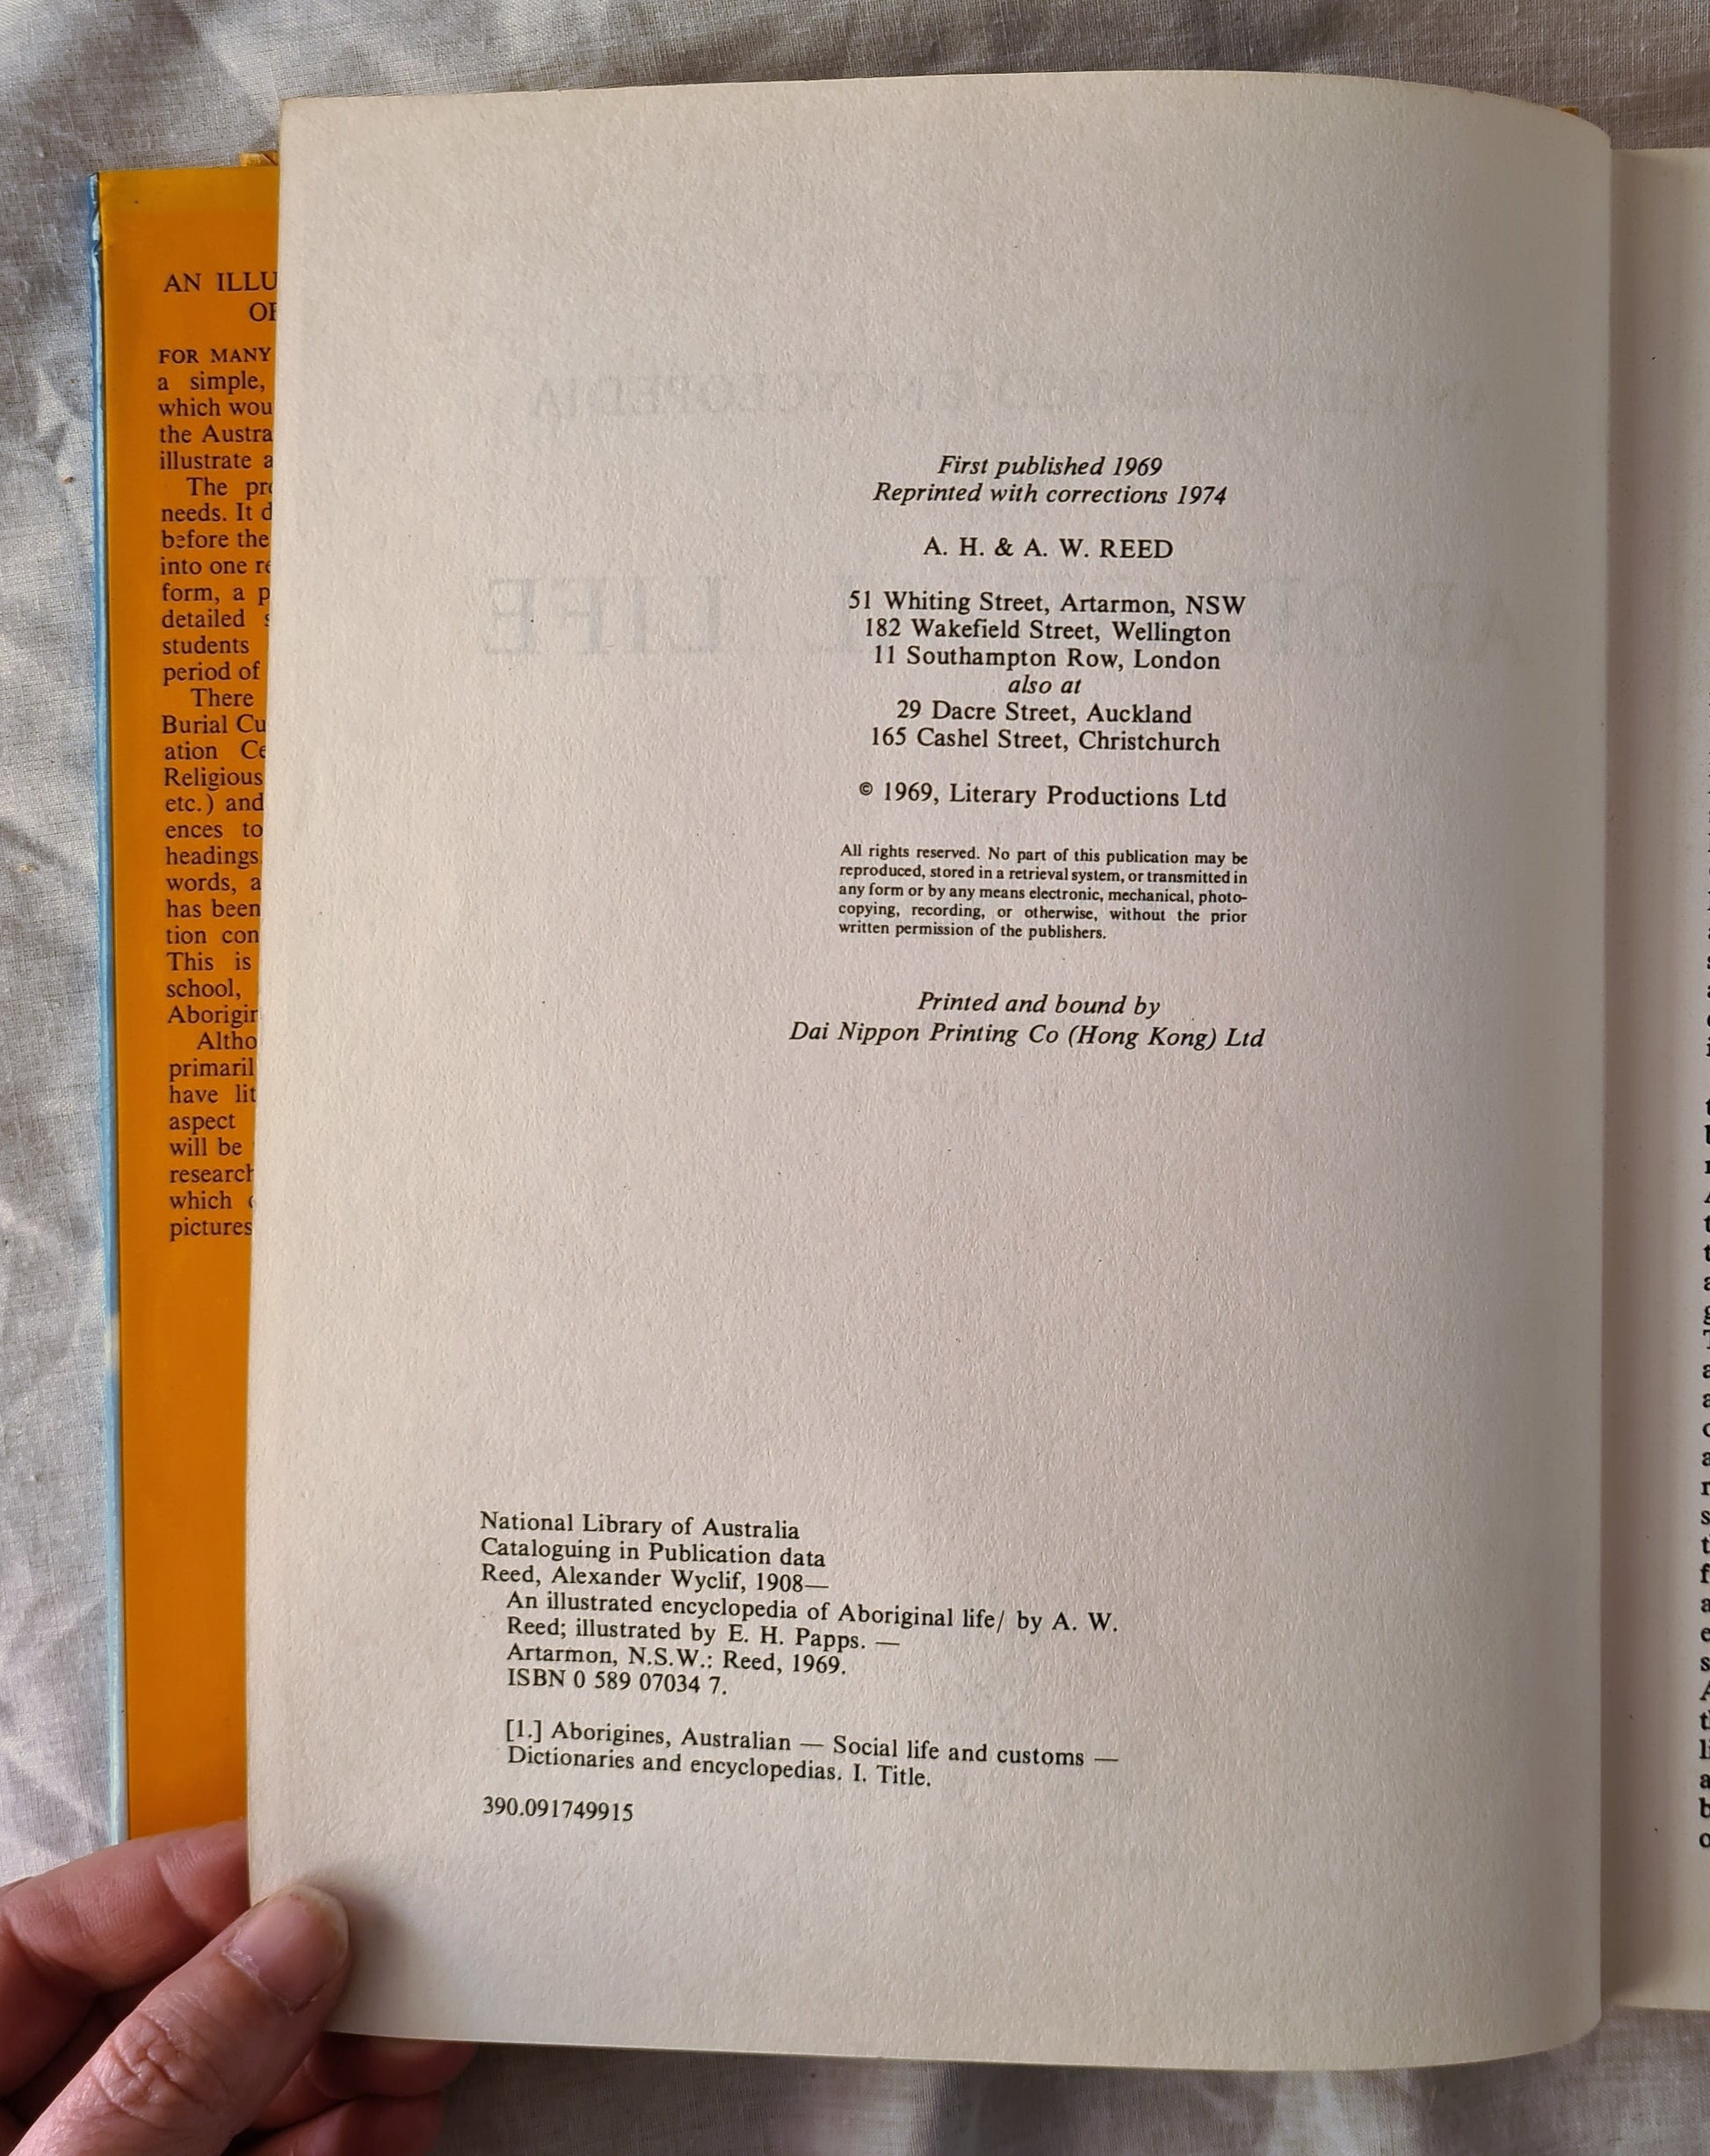 AN ILLU
OF
FOR MANY
a simple,
which wou
the Austra
illustrate a
The pro
needs. It d
before the
into one re
form, a p
detailed s
students
period of
There
Burial Cu
ation Ce
Religious
etc.) and
ences to
headings
words, a
has been
tion con
This is
school,
Aborigin
Altho
primaril
have lit
aspect
will be
research
which
pictures
First published 1969
Reprinted with corrections 1974
A. H. & A. W. REED
51 Whiting Street, Artarmon, NSW
182 Wakefield Street, Wellington
11 Southampton Row, London
also at
29 Dacre Street, Auckland
165 Cashel Street, Christchurch
© 1969, Literary Productions Ltd
All rights reserved. No part of this publication may be
reproduced, stored in a retrieval system, or transmitted in
any form or by any means electronic, mechanical, photo-
copying, recording, or otherwise, without the prior
written permission of the publishers.
Printed and bound by
Dai Nippon Printing Co (Hong Kong) Ltd
National Library of Australia
Cataloguing in Publication data
Reed, Alexander Wyclif, 1908—
An illustrated encyclopedia of Aboriginal life/ by A. W.
Reed; illustrated by E. H. Papps. —
Artarmon, N.S.W.: Reed, 1969.
ISBN 0 589 07034 7.
[1.] Aborigines, Australian — Social life and customs —
Dictionaries and encyclopedias. I. Title.
390.091749915